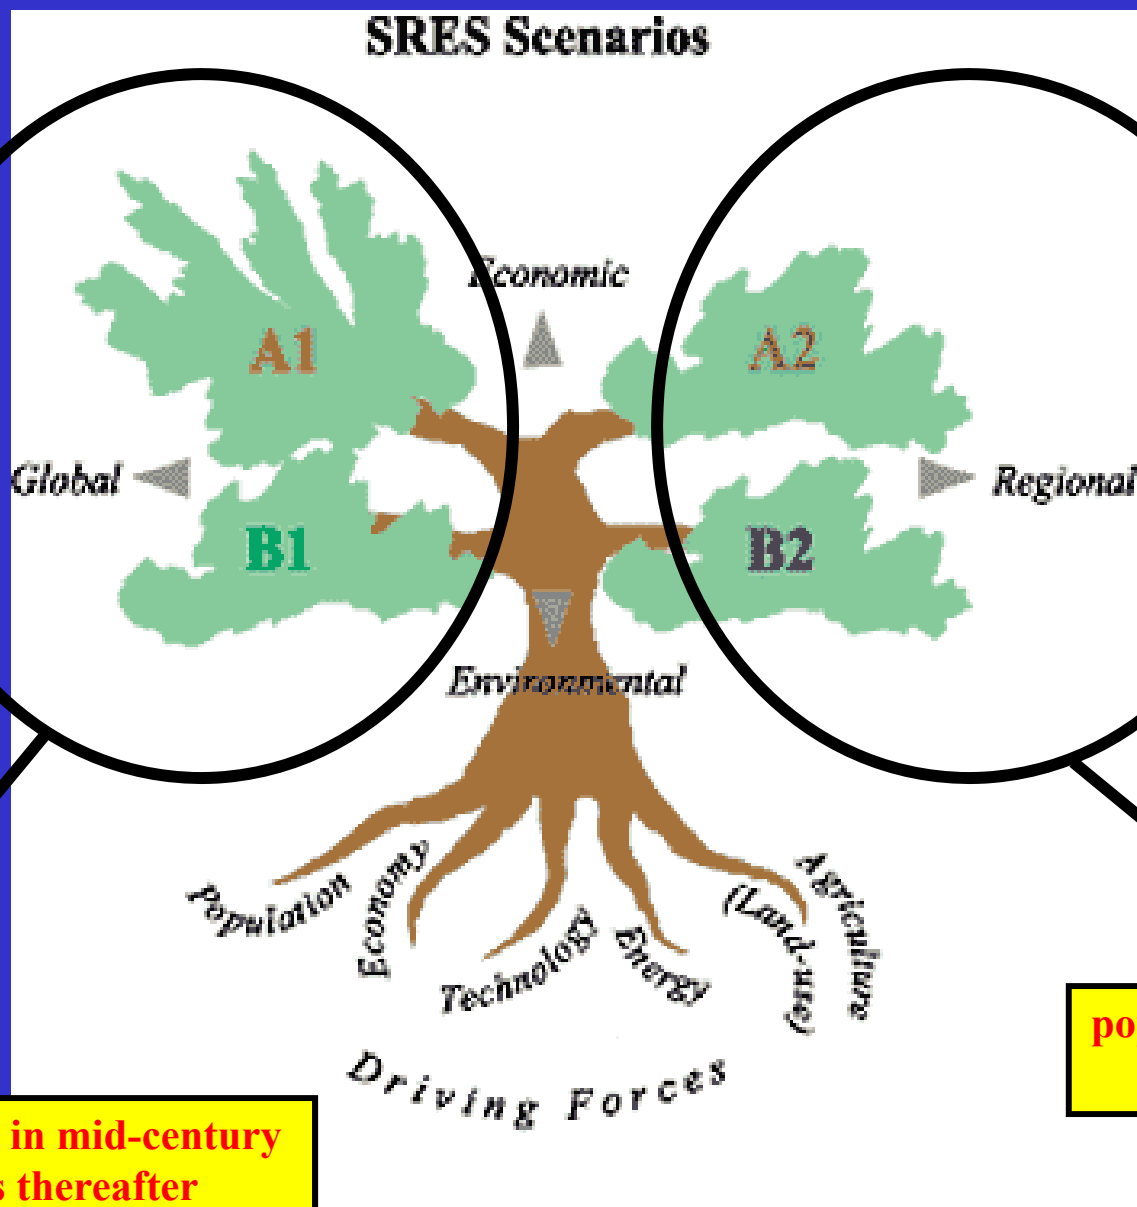 SRES Scenarios
Economic
A1
A2
Global
Regional
B1
B2
Environmental
Population
Economy
Technology
Energy
(Land-use)
Agriculture
Driving Forces
po
in mid-century
s thereafter